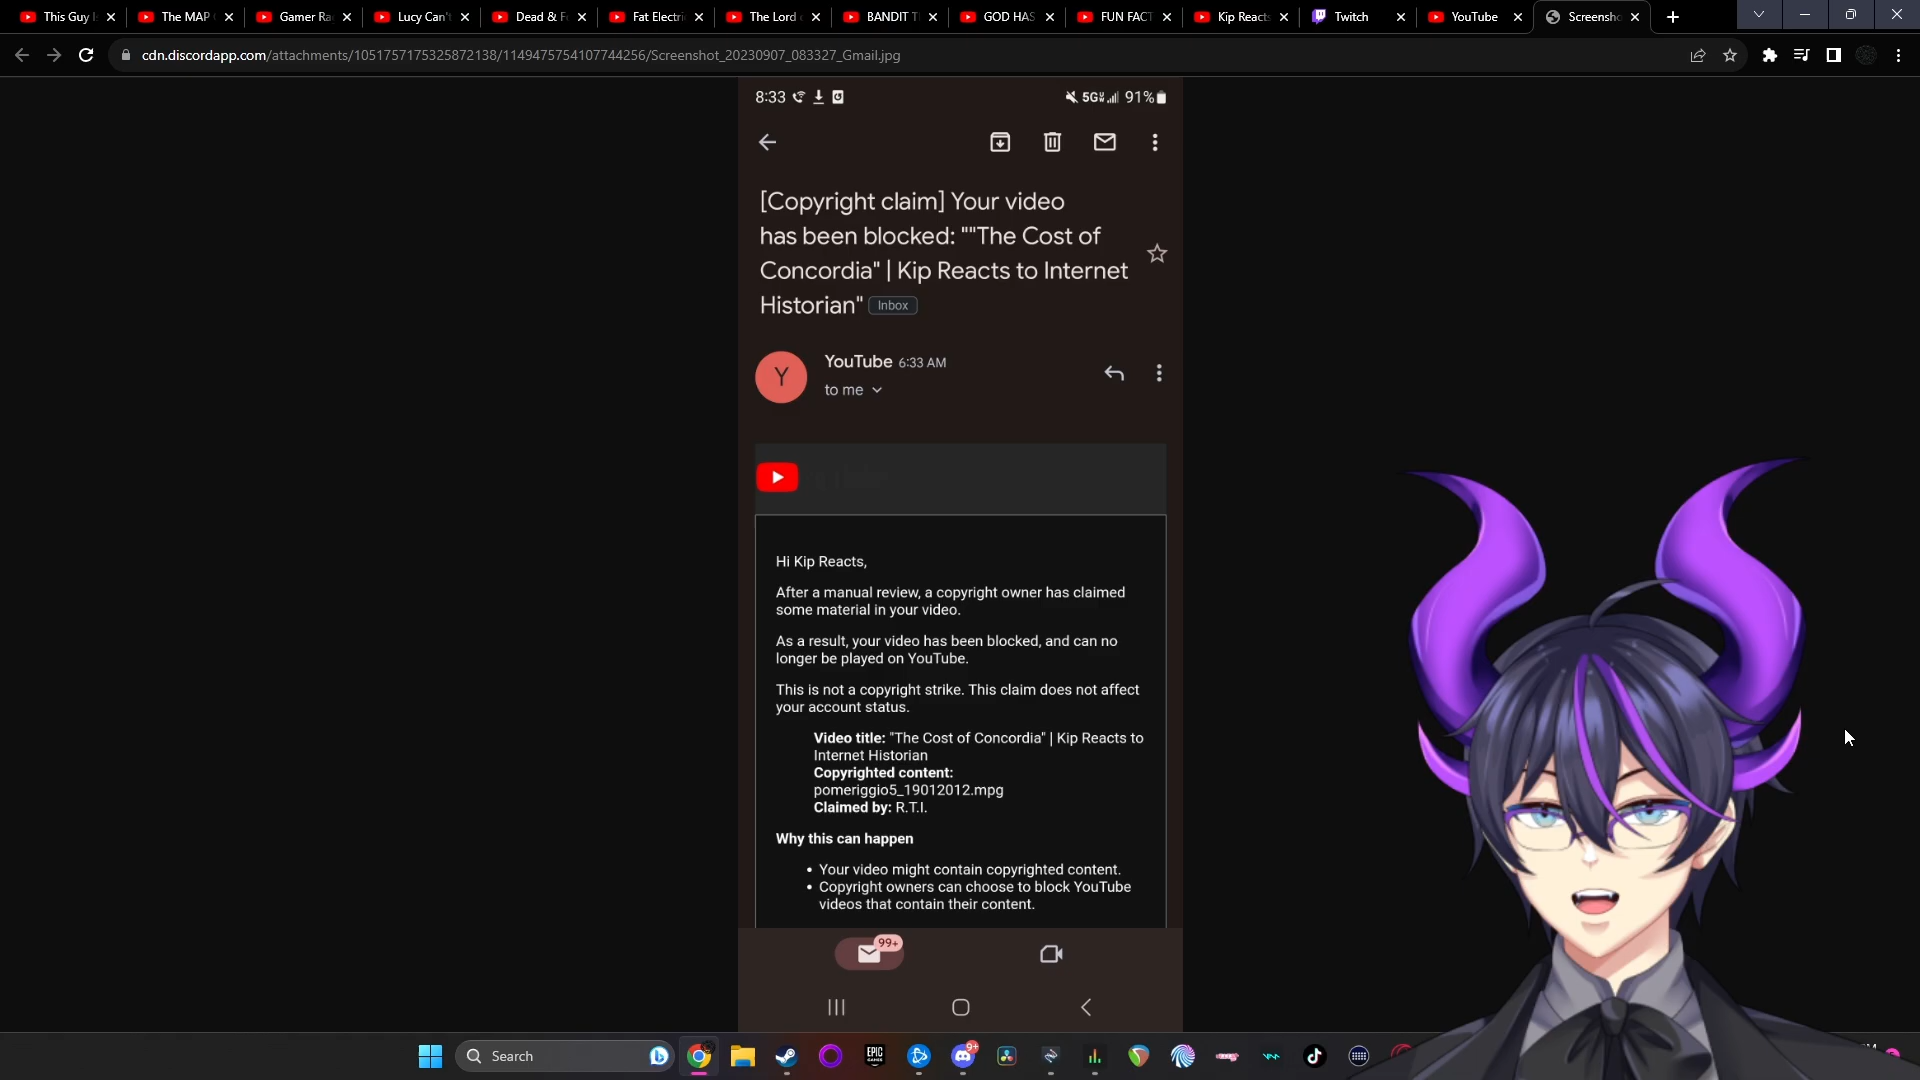 This Guy
The MAP
Gamer Ra
Lucy Can't
Dead & F
Fat Electri
The Lord
BANDIT T
GOD HAS
FUN FACT
Kip React
Twitch
YouTube
Screensh
cdn.discordapp.com/attachments/1051757175325872138/1149475754107744256/Screenshot_20230907_083327_Gmail.jpg
8:33
5G
91%
[Copyright claim] Your video
has been blocked: ""The Cost of
Concordia" | Kip Reacts to Internet
Historian" Inbox
YouTube 6:33 AM
to me
Y
Hi Kip Reacts,
After a manual review, a copyright owner has claimed
some material in your video.
As a result, your video has been blocked, and can no
longer be played on YouTube.
This is not a copyright strike. This claim does not affect
your account status.
Video title: "The Cost of Concordia" | Kip Reacts to
Internet Historian
Copyrighted content:
pomeriggio5_19012012.mpg
Claimed by: R.T.I.
Why this can happen
• Your video might contain copyrighted content.
• Copyright owners can choose to block YouTube
videos that contain their content.
99+
Search
EPIC
GAMES
9+